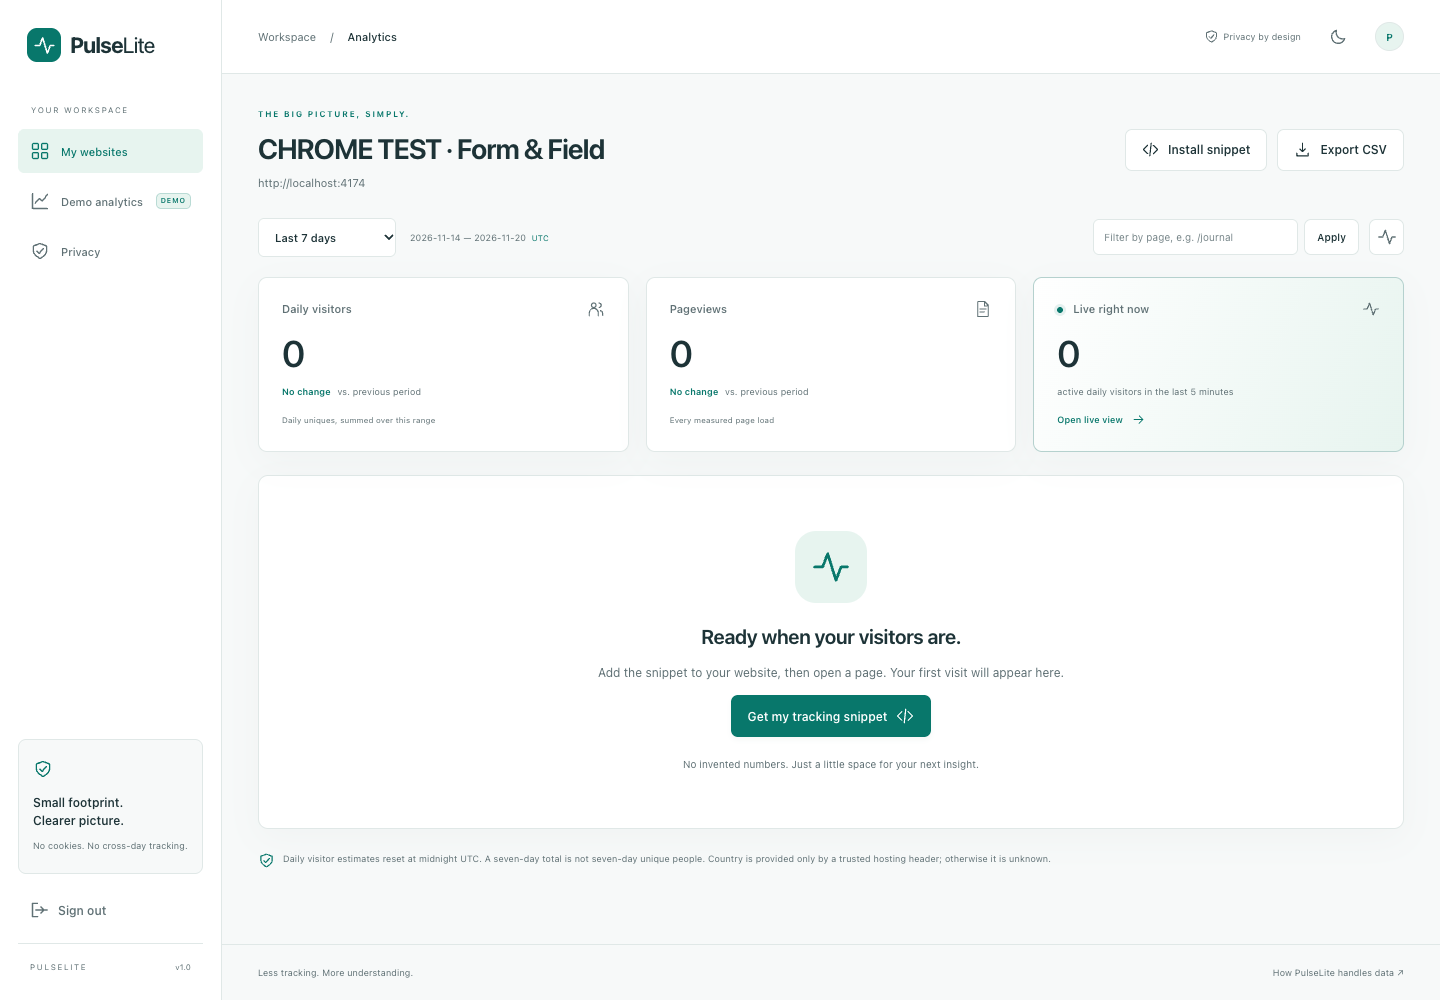 PulseLite
YOUR WORKSPACE
My websites
Demo analytics DEMO
Privacy
Small footprint.
Clearer picture.
No cookies. No cross-day tracking.
Sign out
PULSELITE v1.0
Workspace / Analytics
Privacy by design
P
THE BIG PICTURE, SIMPLY.
CHROME TEST · Form & Field
http://localhost:4174
Install snippet
Export CSV
Last 7 days
2026-11-14 — 2026-11-20 UTC
Filter by page, e.g. /journal
Apply
Daily visitors
0
No change vs. previous period
Daily uniques, summed over this range
Pageviews
0
No change vs. previous period
Every measured page load
Live right now
0
active daily visitors in the last 5 minutes
Open live view →
Ready when your visitors are.
Add the snippet to your website, then open a page. Your first visit will appear here.
Get my tracking snippet
No invented numbers. Just a little space for your next insight.
Daily visitor estimates reset at midnight UTC. A seven-day total is not seven-day unique people. Country is provided only by a trusted hosting header; otherwise it is unknown.
Less tracking. More understanding.
How PulseLite handles data ↗